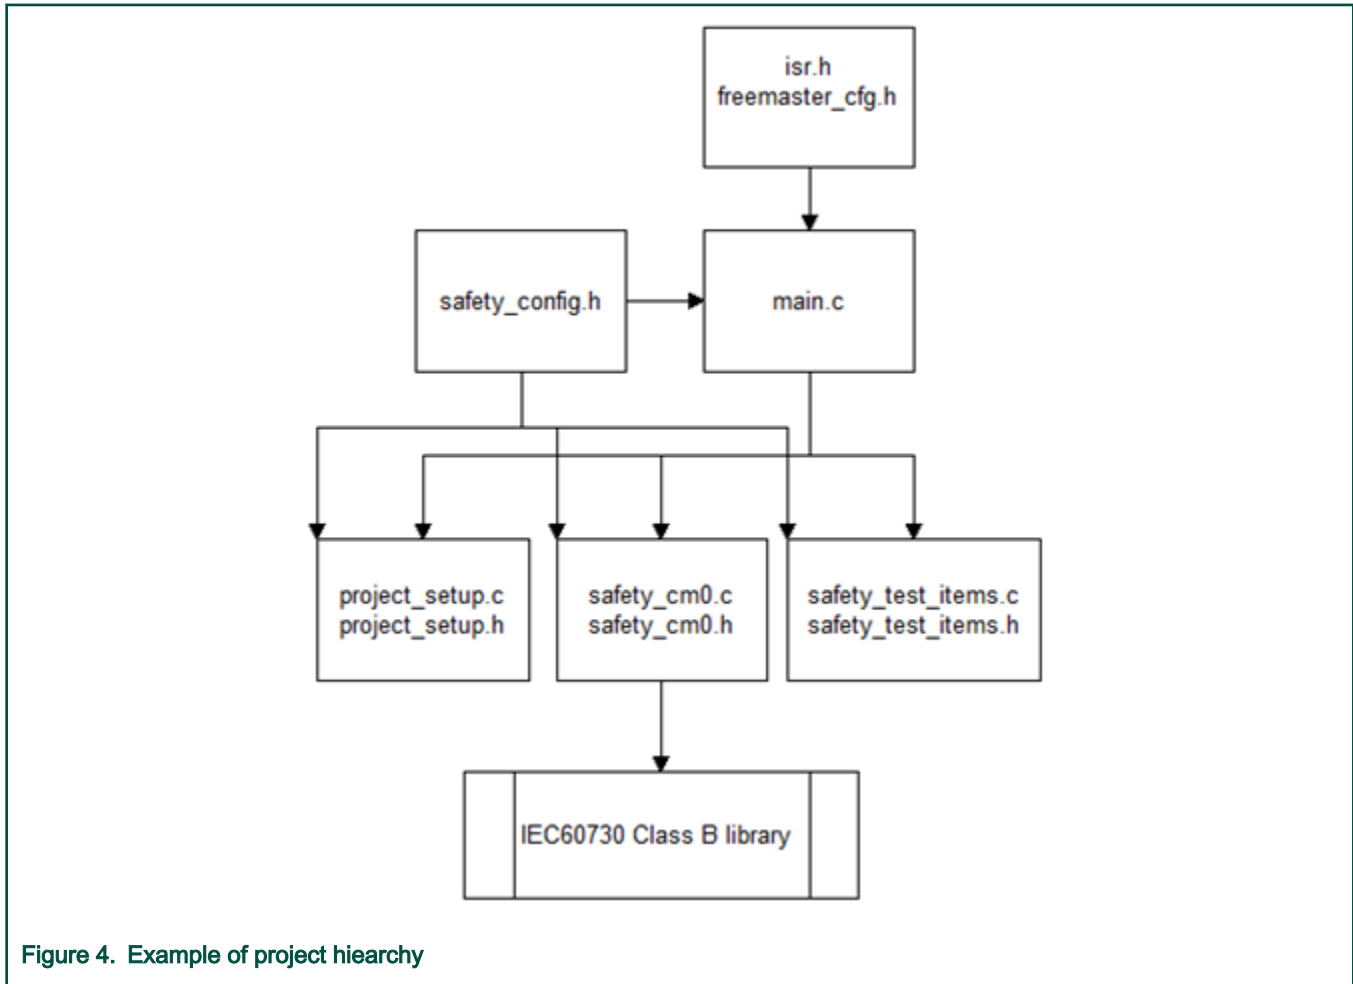 isr.h
freemaster_cfg.h
safety_config.h
main.c
project_setup.c
project_setup.h
safety_cm0.c
safety_cm0.h
safety_test_items.c
safety_test_items.h
IEC60730 Class B library
Figure 4. Example of project hiearchy